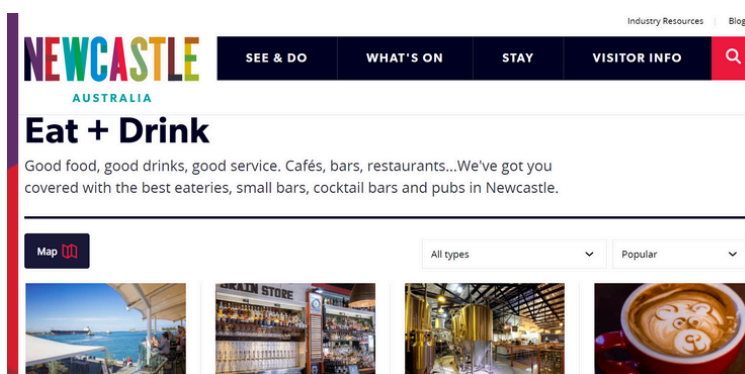 Industry Resources
Blog
NEWCASTLE
AUSTRALIA
SEE & DO
WHAT'S ON
STAY
VISITOR INFO
Eat + Drink
Good food, good drinks, good service. Cafés, bars, restaurants...We've got you
covered with the best eateries, small bars, cocktail bars and pubs in Newcastle.
Map
All types
Popular
GRAIN STORE